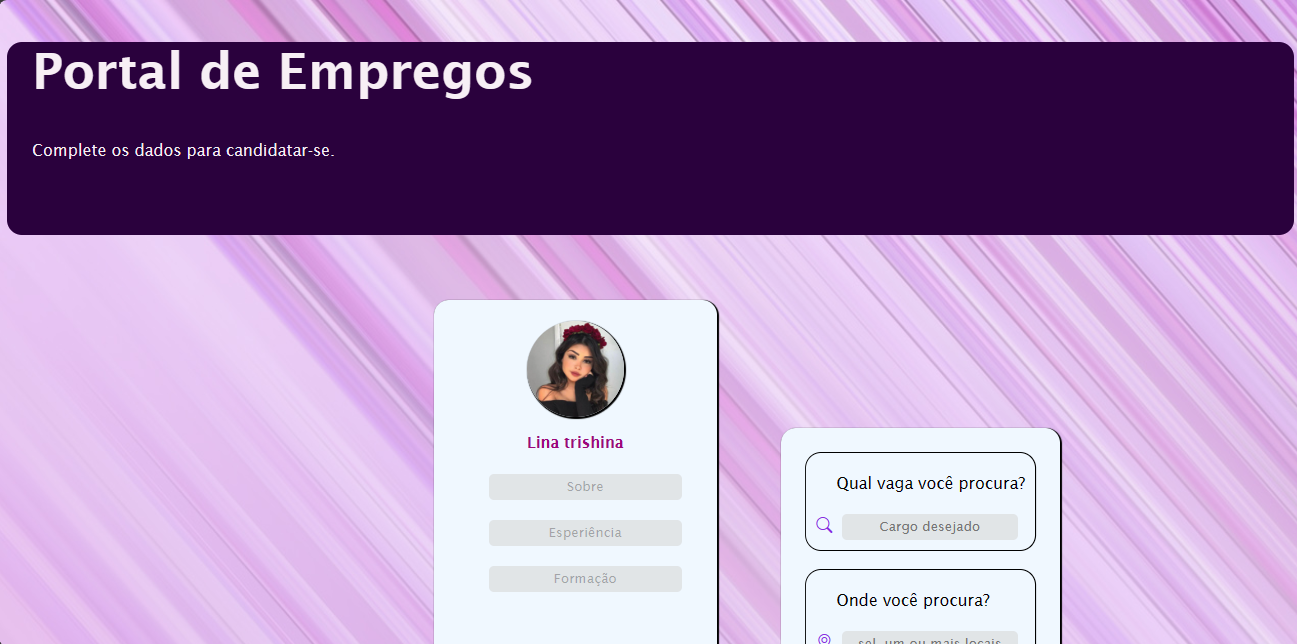 Portal de Empregos
Complete os dados para candidatar-se.
Lina trishina
Sobre
Esperiência
Formação
Qual vaga você procura?
Cargo desejado
Onde você procura?
sel. um ou mais locais